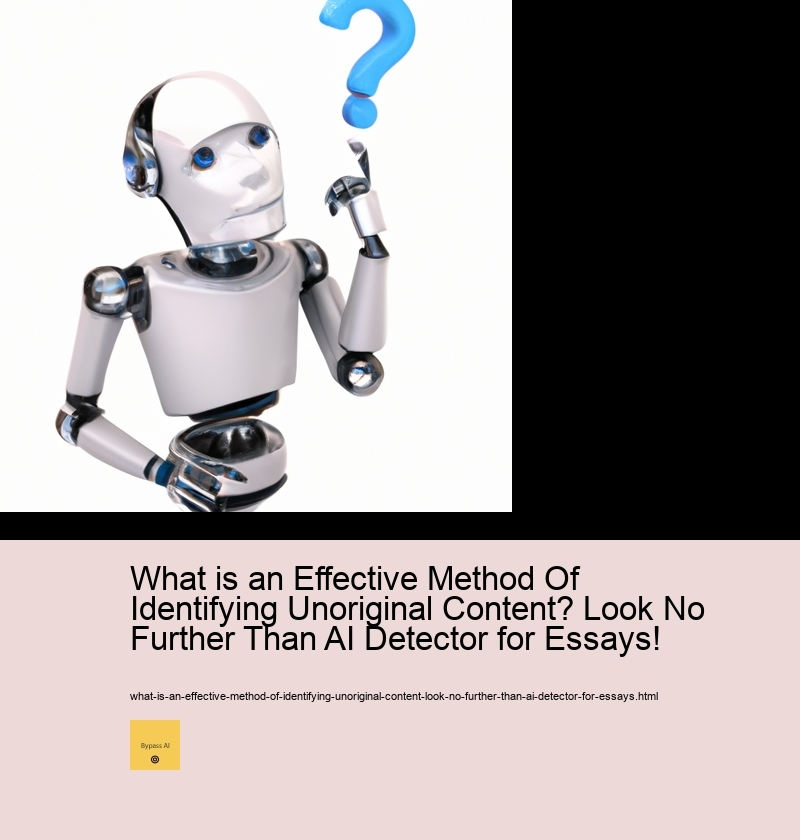 What is an Effective Method Of
Identifying Unoriginal Content? Look No
Further Than AI Detector for Essays!
what-is-an-effective-method-of-identifying-unoriginal-content-look-no-further-than-ai-detector-for-essays.html
Bypass AI